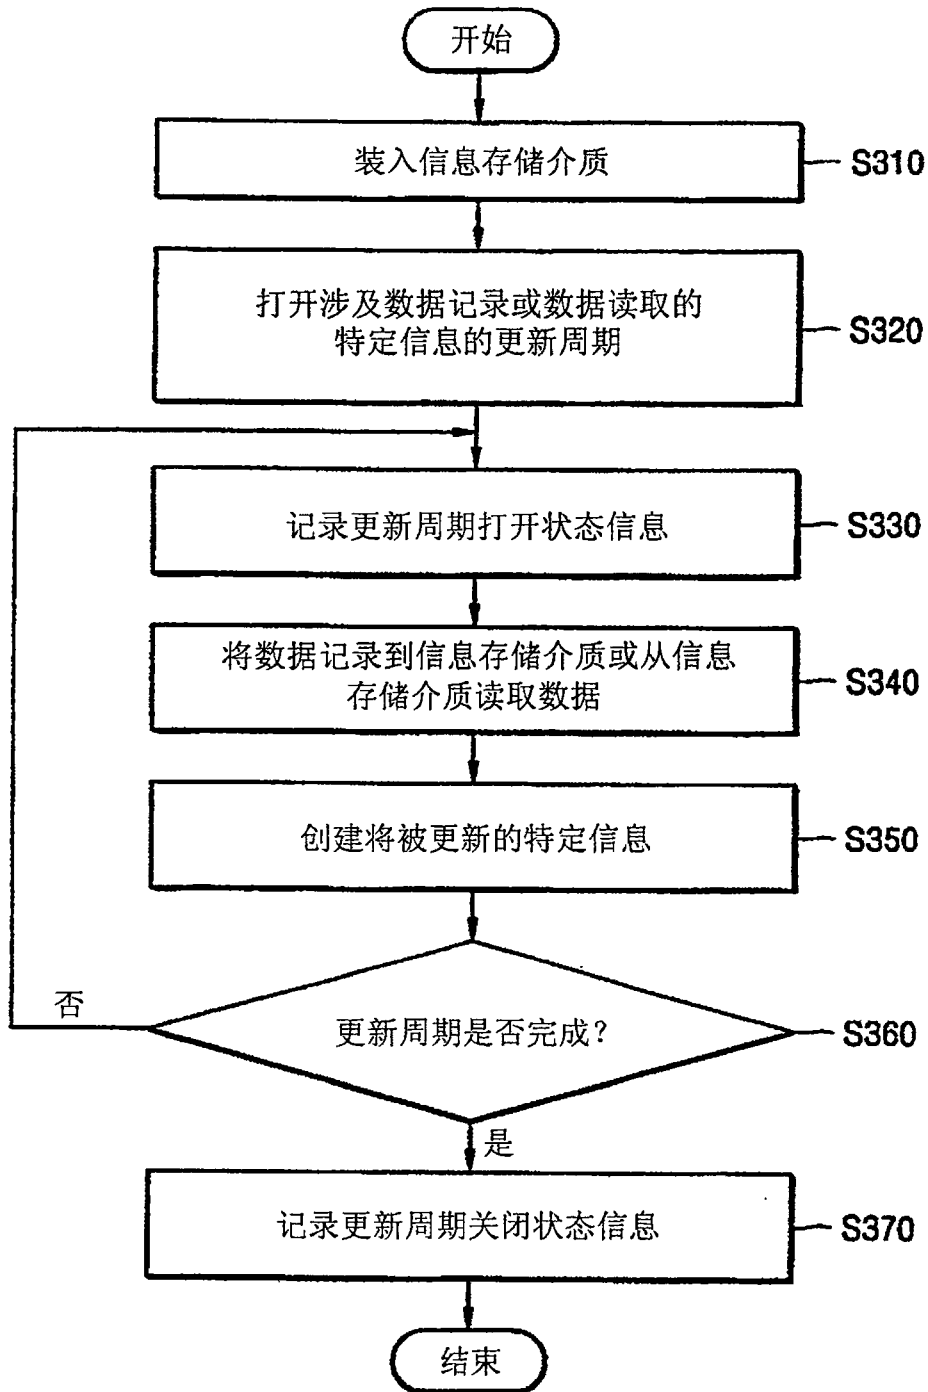 开始
装入信息存储介质
S310
打开涉及数据记录或数据读取的
特定信息的更新周期
S320
记录更新周期打开状态信息
S330
将数据记录到信息存储介质或从信息
存储介质读取数据
S340
创建将被更新的特定信息
S350
否
更新周期是否完成?
S360
是
记录更新周期关闭状态信息
S370
结束